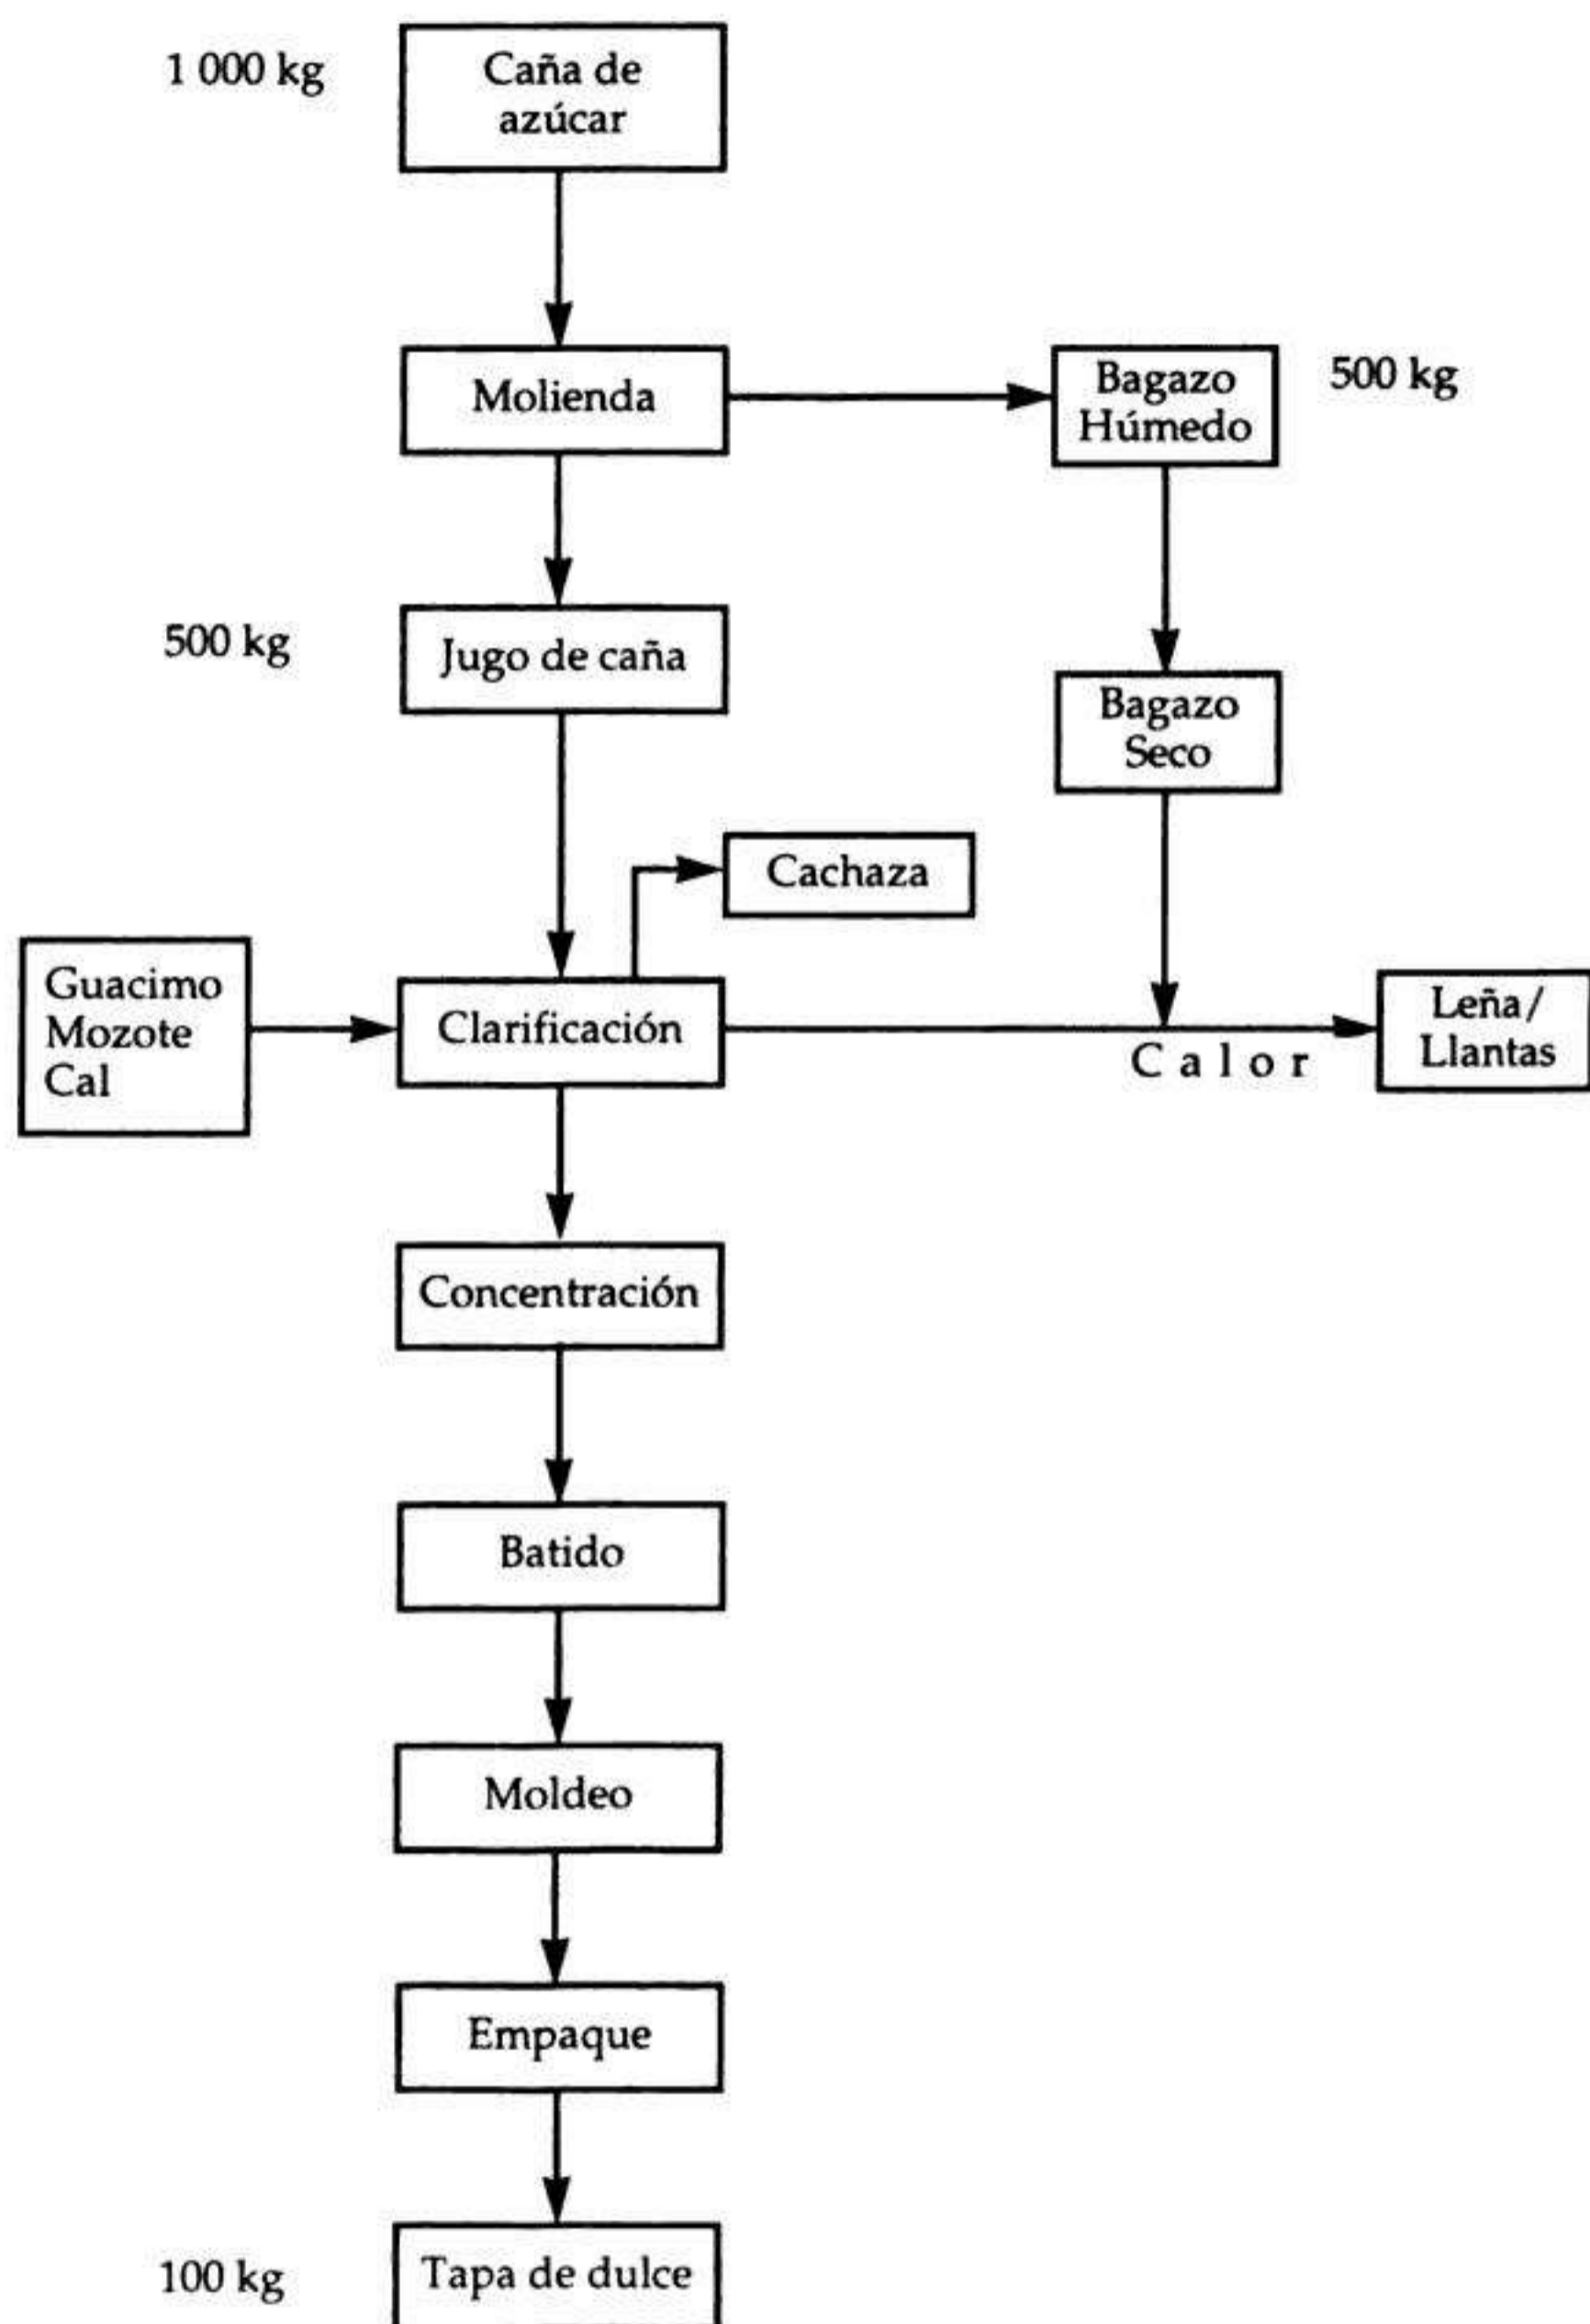 1 000 kg
Caña de
azúcar
Molienda
Bagazo
Húmedo
500 kg
500 kg
Jugo de caña
Bagazo
Seco
Cachaza
Guacimo
Mozote
Cal
Clarificación
Calor
Leña/
Llantas
Concentración
Batido
Moldeo
Empaque
100 kg
Tapa de dulce